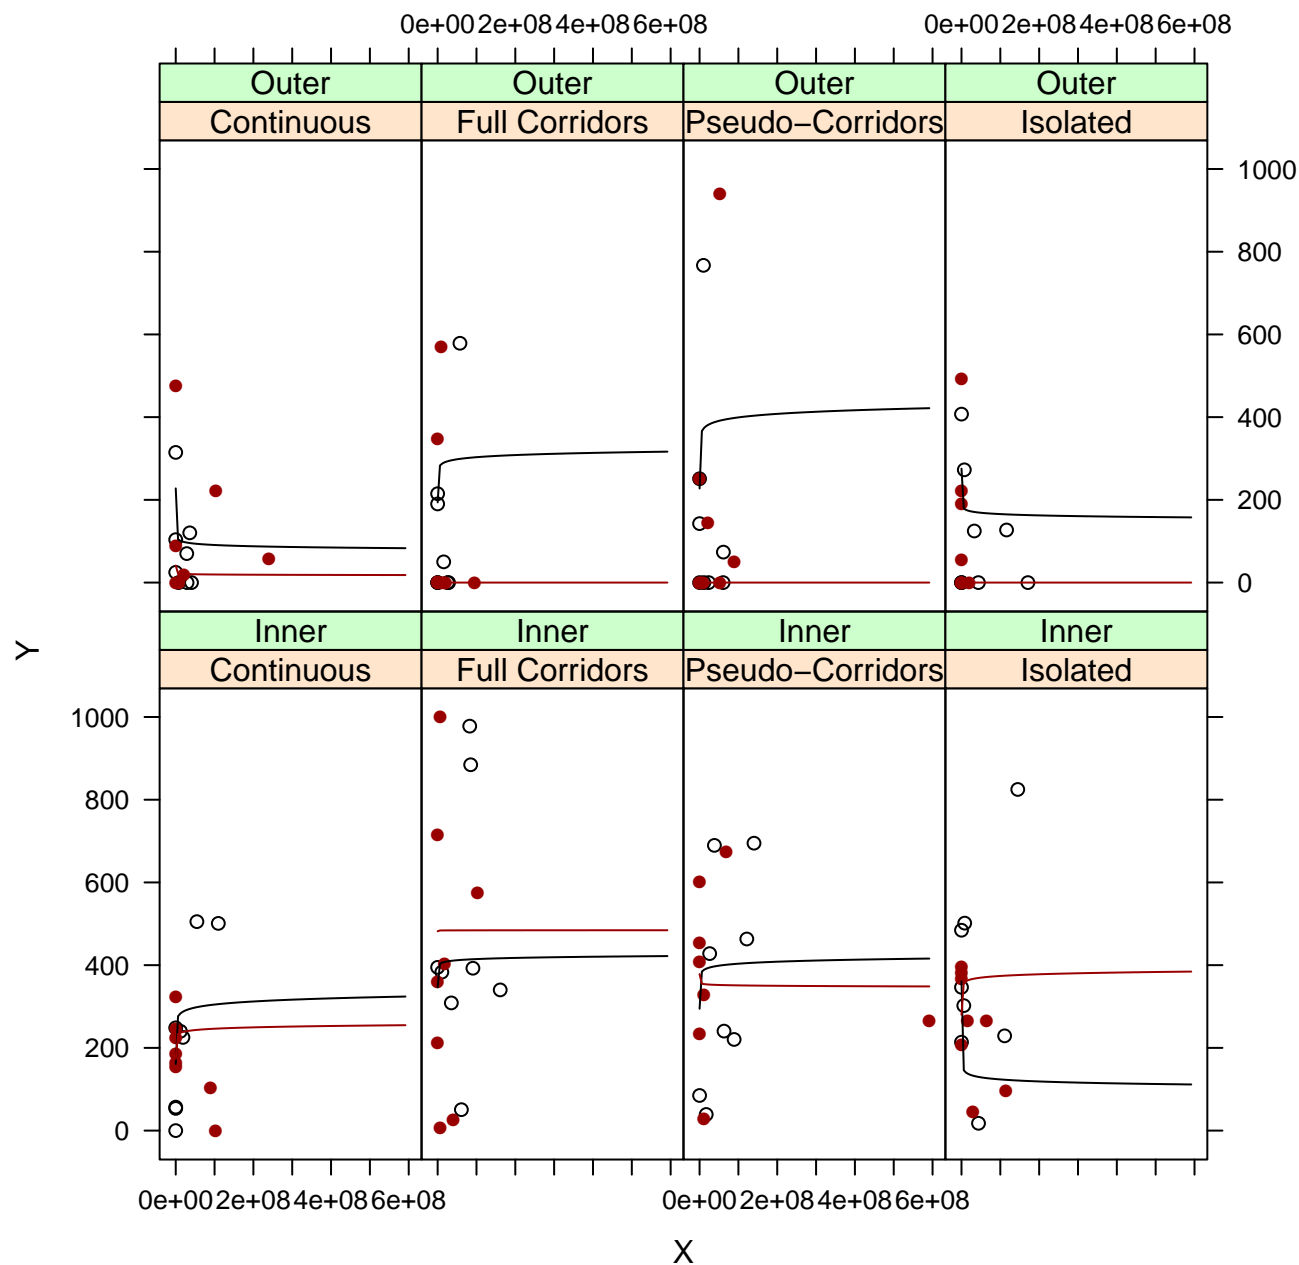 0e+00 2e+08 4e+08 6e+08 0e+00 2e+08 4e+08 6e+08
Outer Outer Outer Outer
Continuous Full Corridors Pseudo−Corridors Isolated
1000
800
600
400
200
0
Inner Inner Inner Inner
Continuous Full Corridors Pseudo−Corridors Isolated
Y
1000
800
600
400
200
0
0e+00 2e+08 4e+08 6e+08 0e+00 2e+08 4e+08 6e+08
X